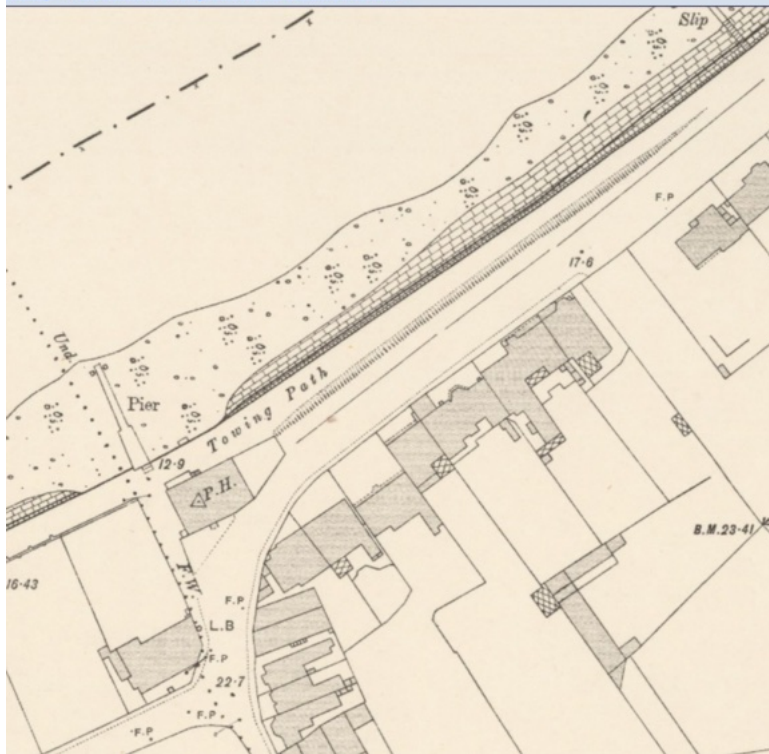 Slip
F.P
17·6
Und.
Pier
Towing Path
12·9
P.H.
B.M.23·41
16·43
F.W.
F.P
L.B
F.P
22·7
F.P
F.P